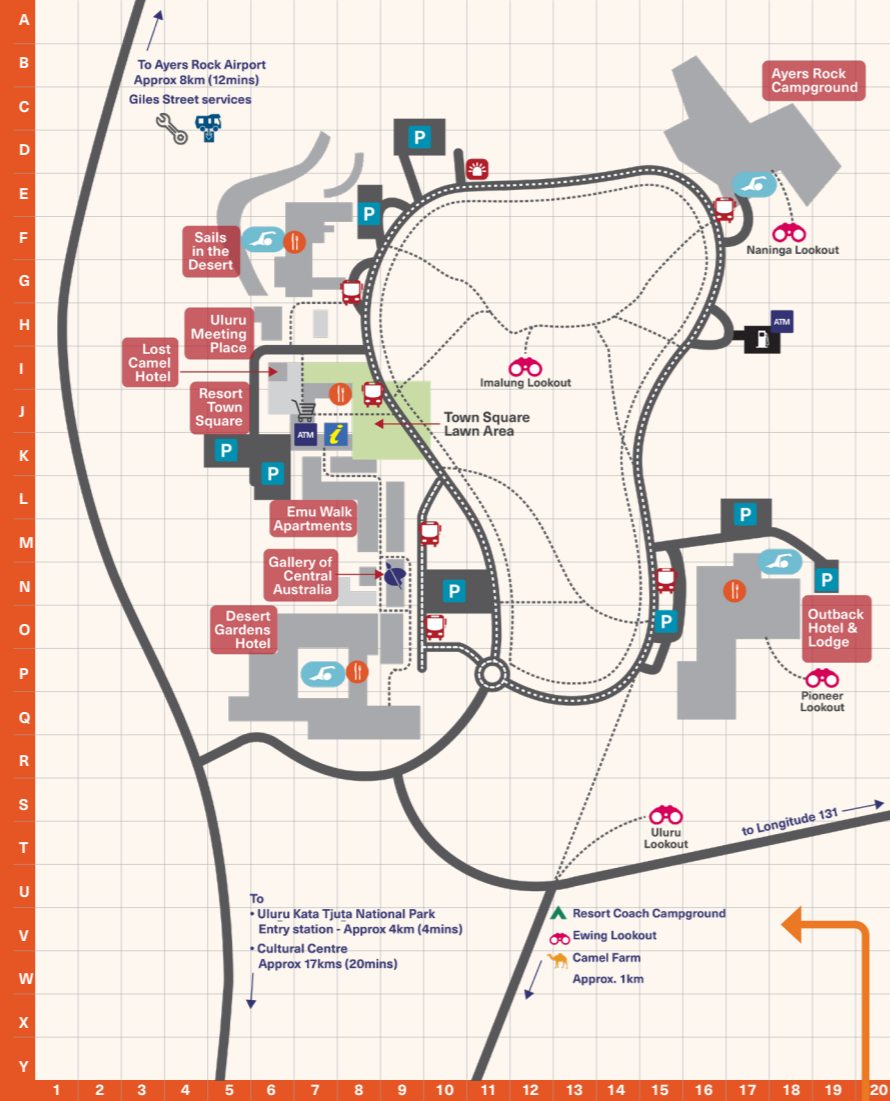 A
B
C
D
E
F
G
H
I
J
K
L
M
N
O
P
Q
R
S
T
U
V
W
X
Y
To Ayers Rock Airport
Approx 8km (12mins)
Giles Street services
Ayers Rock
Campground
P
P
Sails
in the
Desert
Naninga Lookout
Uluru
Meeting
Place
ATM
Lost
Camel
Hotel
Imalung Lookout
Resort
Town
Square
Town Square
Lawn Area
ATM
i
P
P
Emu Walk
Apartments
P
Gallery of
Central
Australia
P
P
P
Desert
Gardens
Hotel
Outback
Hotel &
Lodge
Pioneer
Lookout
Uluru
Lookout
to Longitude 131
To
• Uluru Kata Tjuta National Park
Entry station - Approx 4km (4mins)
• Cultural Centre
Approx 17kms (20mins)
Resort Coach Campground
Ewing Lookout
Camel Farm
Approx. 1km
1 2 3 4 5 6 7 8 9 10 11 12 13 14 15 16 17 18 19 20